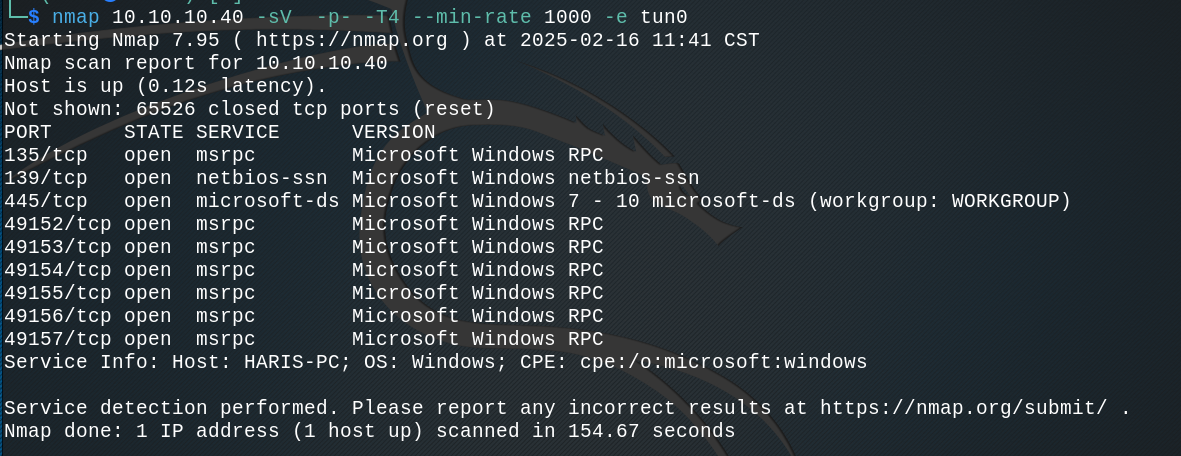 └─$ nmap 10.10.10.40 -sV  -p- -T4 --min-rate 1000 -e tun0
Starting Nmap 7.95 ( https://nmap.org ) at 2025-02-16 11:41 CST
Nmap scan report for 10.10.10.40
Host is up (0.12s latency).
Not shown: 65526 closed tcp ports (reset)
PORT      STATE SERVICE      VERSION
135/tcp   open  msrpc        Microsoft Windows RPC
139/tcp   open  netbios-ssn  Microsoft Windows netbios-ssn
445/tcp   open  microsoft-ds Microsoft Windows 7 - 10 microsoft-ds (workgroup: WORKGROUP)
49152/tcp open  msrpc        Microsoft Windows RPC
49153/tcp open  msrpc        Microsoft Windows RPC
49154/tcp open  msrpc        Microsoft Windows RPC
49155/tcp open  msrpc        Microsoft Windows RPC
49156/tcp open  msrpc        Microsoft Windows RPC
49157/tcp open  msrpc        Microsoft Windows RPC
Service Info: Host: HARIS-PC; OS: Windows; CPE: cpe:/o:microsoft:windows

Service detection performed. Please report any incorrect results at https://nmap.org/submit/ .
Nmap done: 1 IP address (1 host up) scanned in 154.67 seconds